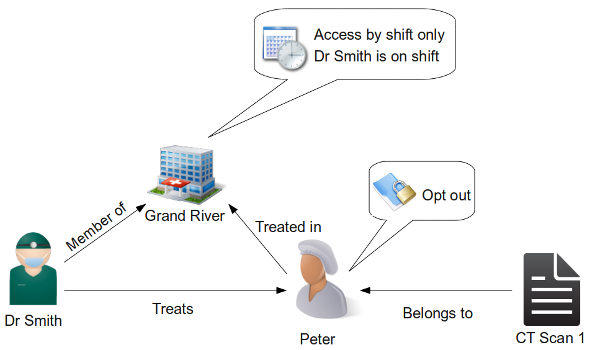 Access by shift only
Dr Smith is on shift
Member of
Grand River
Treated in
Opt out
Dr Smith
Treats
Peter
Belongs to
CT Scan 1